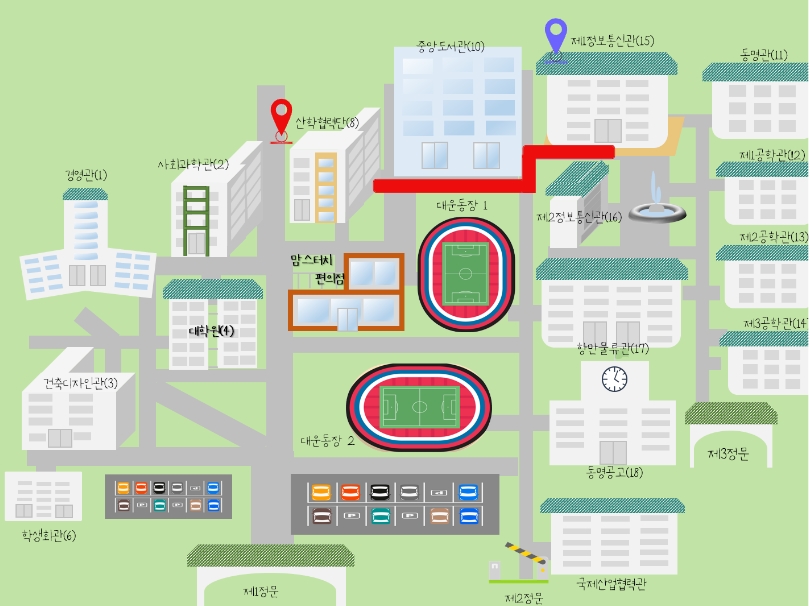 중앙도서관(10)
제1정보통신관(15)
동명관(11)
산학협력단(8)
사회과학관(2)
제1공학관(12)
경영관(1)
대운동장 1
제2정보통신관(16)
제2공학관(13)
맘스터치
편의점
대학원(4)
제3공학관(14
항만물류관(17)
건축디자인관(3)
대운동장 2
제3정문
동명공고(18)
학생회관(6)
국제산업협력관
제1정문
제2정문